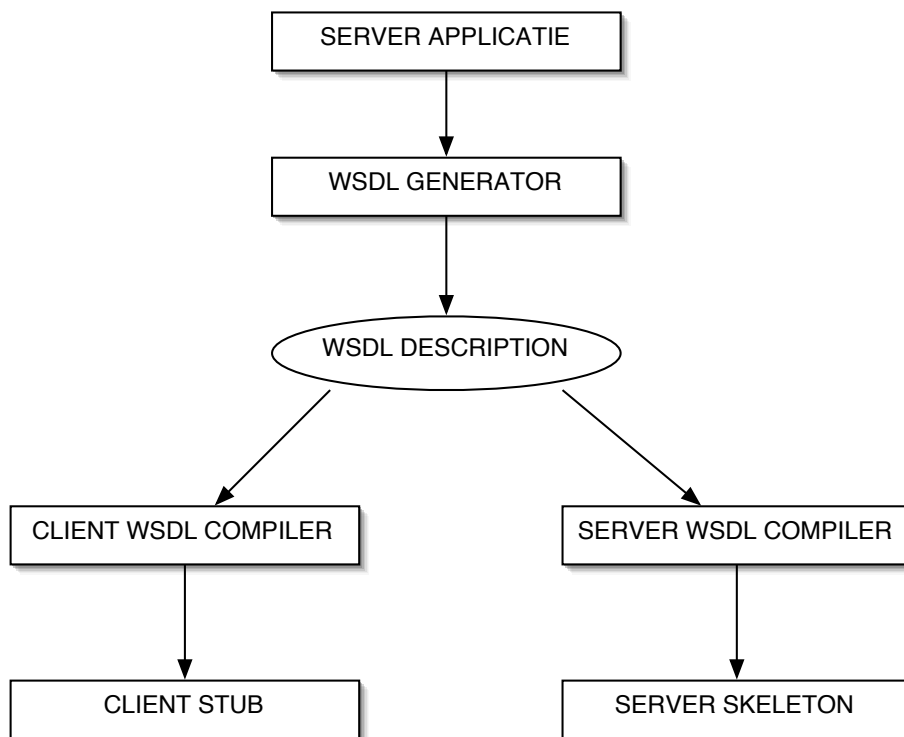 SERVER APPLICATIE
WSDL GENERATOR
WSDL DESCRIPTION
CLIENT WSDL COMPILER
SERVER WSDL COMPILER
CLIENT STUB
SERVER SKELETON